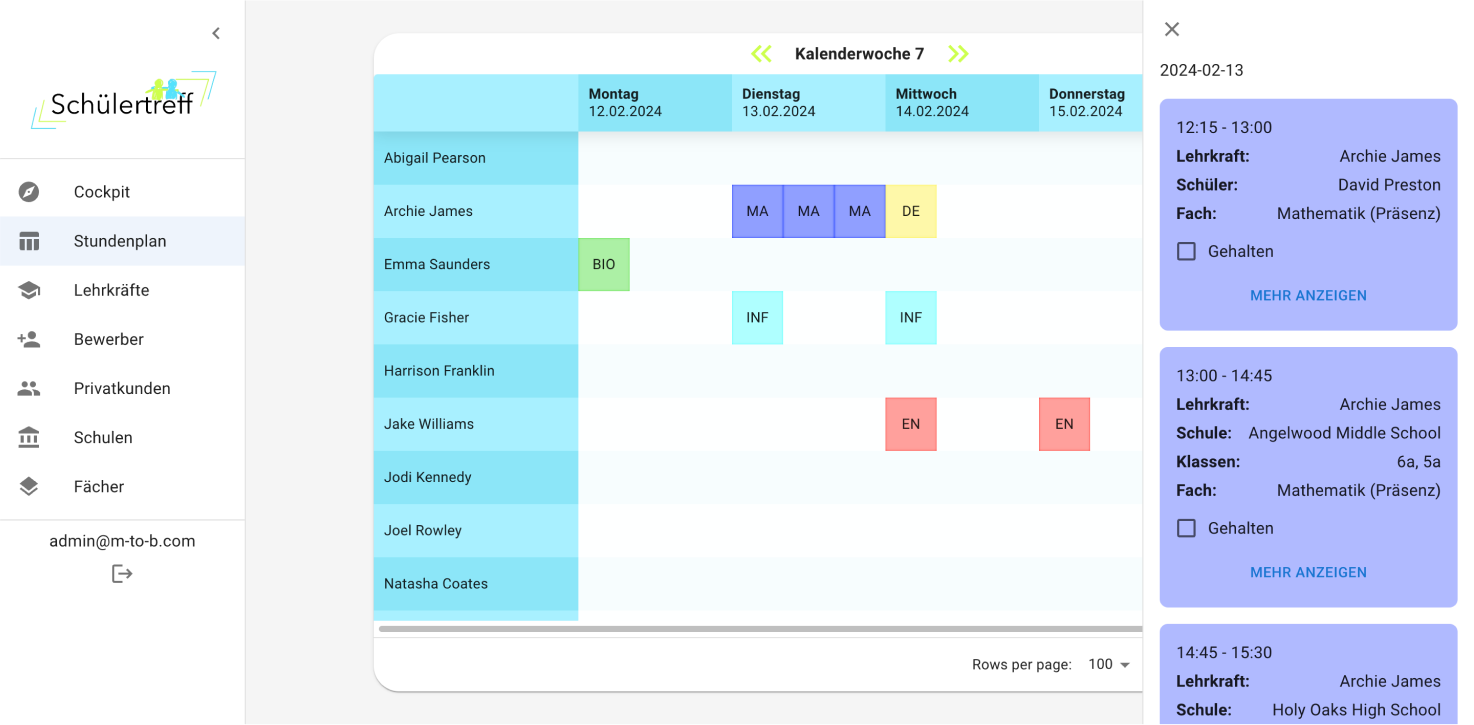 Schülertreff
Cockpit
Stundenplan
Lehrkräfte
Bewerber
Privatkunden
Schulen
Fächer
admin@m-to-b.com
Kalenderwoche 7
Montag Dienstag Mittwoch Donnerstag
12.02.2024 13.02.2024 14.02.2024 15.02.2024
Abigail Pearson
Archie James MA MA MA DE
Emma Saunders BIO
Gracie Fisher INF INF
Harrison Franklin
Jake Williams EN EN
Jodi Kennedy
Joel Rowley
Natasha Coates
Rows per page: 100
2024-02-13
12:15 - 13:00
Lehrkraft: Archie James
Schüler: David Preston
Fach: Mathematik (Präsenz)
Gehalten
MEHR ANZEIGEN
13:00 - 14:45
Lehrkraft: Archie James
Schule: Angelwood Middle School
Klassen: 6a, 5a
Fach: Mathematik (Präsenz)
Gehalten
MEHR ANZEIGEN
14:45 - 15:30
Lehrkraft: Archie James
Schule: Holy Oaks High School